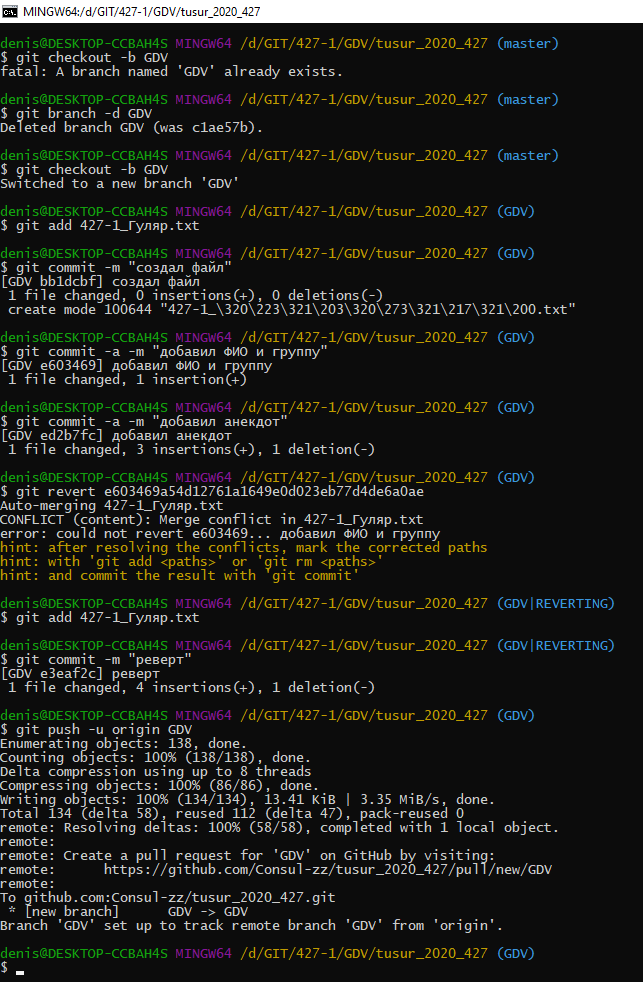 MINGW64:/d/GIT/427-1/GDV/tusur_2020_427
denis@DESKTOP-CCBAH4S MINGW64 /d/GIT/427-1/GDV/tusur_2020_427 (master)
$ git checkout -b GDV
fatal: A branch named 'GDV' already exists.
denis@DESKTOP-CCBAH4S MINGW64 /d/GIT/427-1/GDV/tusur_2020_427 (master)
$ git branch -d GDV
Deleted branch GDV (was c1ae57b).
denis@DESKTOP-CCBAH4S MINGW64 /d/GIT/427-1/GDV/tusur_2020_427 (master)
$ git checkout -b GDV
Switched to a new branch 'GDV'
denis@DESKTOP-CCBAH4S MINGW64 /d/GIT/427-1/GDV/tusur_2020_427 (GDV)
$ git add 427-1_Гуляр.txt
denis@DESKTOP-CCBAH4S MINGW64 /d/GIT/427-1/GDV/tusur_2020_427 (GDV)
$ git commit -m "создал файл"
[GDV bb1dcbf] создал файл
 1 file changed, 0 insertions(+), 0 deletions(-)
 create mode 100644 "427-1_\320\223\321\203\320\273\321\217\321\200.txt"
denis@DESKTOP-CCBAH4S MINGW64 /d/GIT/427-1/GDV/tusur_2020_427 (GDV)
$ git commit -a -m "добавил ФИО и группу"
[GDV e603469] добавил ФИО и группу
 1 file changed, 1 insertion(+)
denis@DESKTOP-CCBAH4S MINGW64 /d/GIT/427-1/GDV/tusur_2020_427 (GDV)
$ git commit -a -m "добавил анекдот"
[GDV ed2b7fc] добавил анекдот
 1 file changed, 3 insertions(+), 1 deletion(-)
denis@DESKTOP-CCBAH4S MINGW64 /d/GIT/427-1/GDV/tusur_2020_427 (GDV)
$ git revert e603469a54d12761a1649e0d023eb77d4de6a0ae
Auto-merging 427-1_Гуляр.txt
CONFLICT (content): Merge conflict in 427-1_Гуляр.txt
error: could not revert e603469... добавил ФИО и группу
hint: after resolving the conflicts, mark the corrected paths
hint: with 'git add <paths>' or 'git rm <paths>'
hint: and commit the result with 'git commit'
denis@DESKTOP-CCBAH4S MINGW64 /d/GIT/427-1/GDV/tusur_2020_427 (GDV|REVERTING)
$ git add 427-1_Гуляр.txt
denis@DESKTOP-CCBAH4S MINGW64 /d/GIT/427-1/GDV/tusur_2020_427 (GDV|REVERTING)
$ git commit -m "реверт"
[GDV e3eaf2c] реверт
 1 file changed, 4 insertions(+), 1 deletion(-)
denis@DESKTOP-CCBAH4S MINGW64 /d/GIT/427-1/GDV/tusur_2020_427 (GDV)
$ git push -u origin GDV
Enumerating objects: 138, done.
Counting objects: 100% (138/138), done.
Delta compression using up to 8 threads
Compressing objects: 100% (86/86), done.
Writing objects: 100% (134/134), 13.41 KiB | 3.35 MiB/s, done.
Total 134 (delta 58), reused 112 (delta 47), pack-reused 0
remote: Resolving deltas: 100% (58/58), completed with 1 local object.
remote:
remote: Create a pull request for 'GDV' on GitHub by visiting:
remote:      https://github.com/Consul-zz/tusur_2020_427/pull/new/GDV
remote:
To github.com:Consul-zz/tusur_2020_427.git
 * [new branch]      GDV -> GDV
Branch 'GDV' set up to track remote branch 'GDV' from 'origin'.
denis@DESKTOP-CCBAH4S MINGW64 /d/GIT/427-1/GDV/tusur_2020_427 (GDV)
$